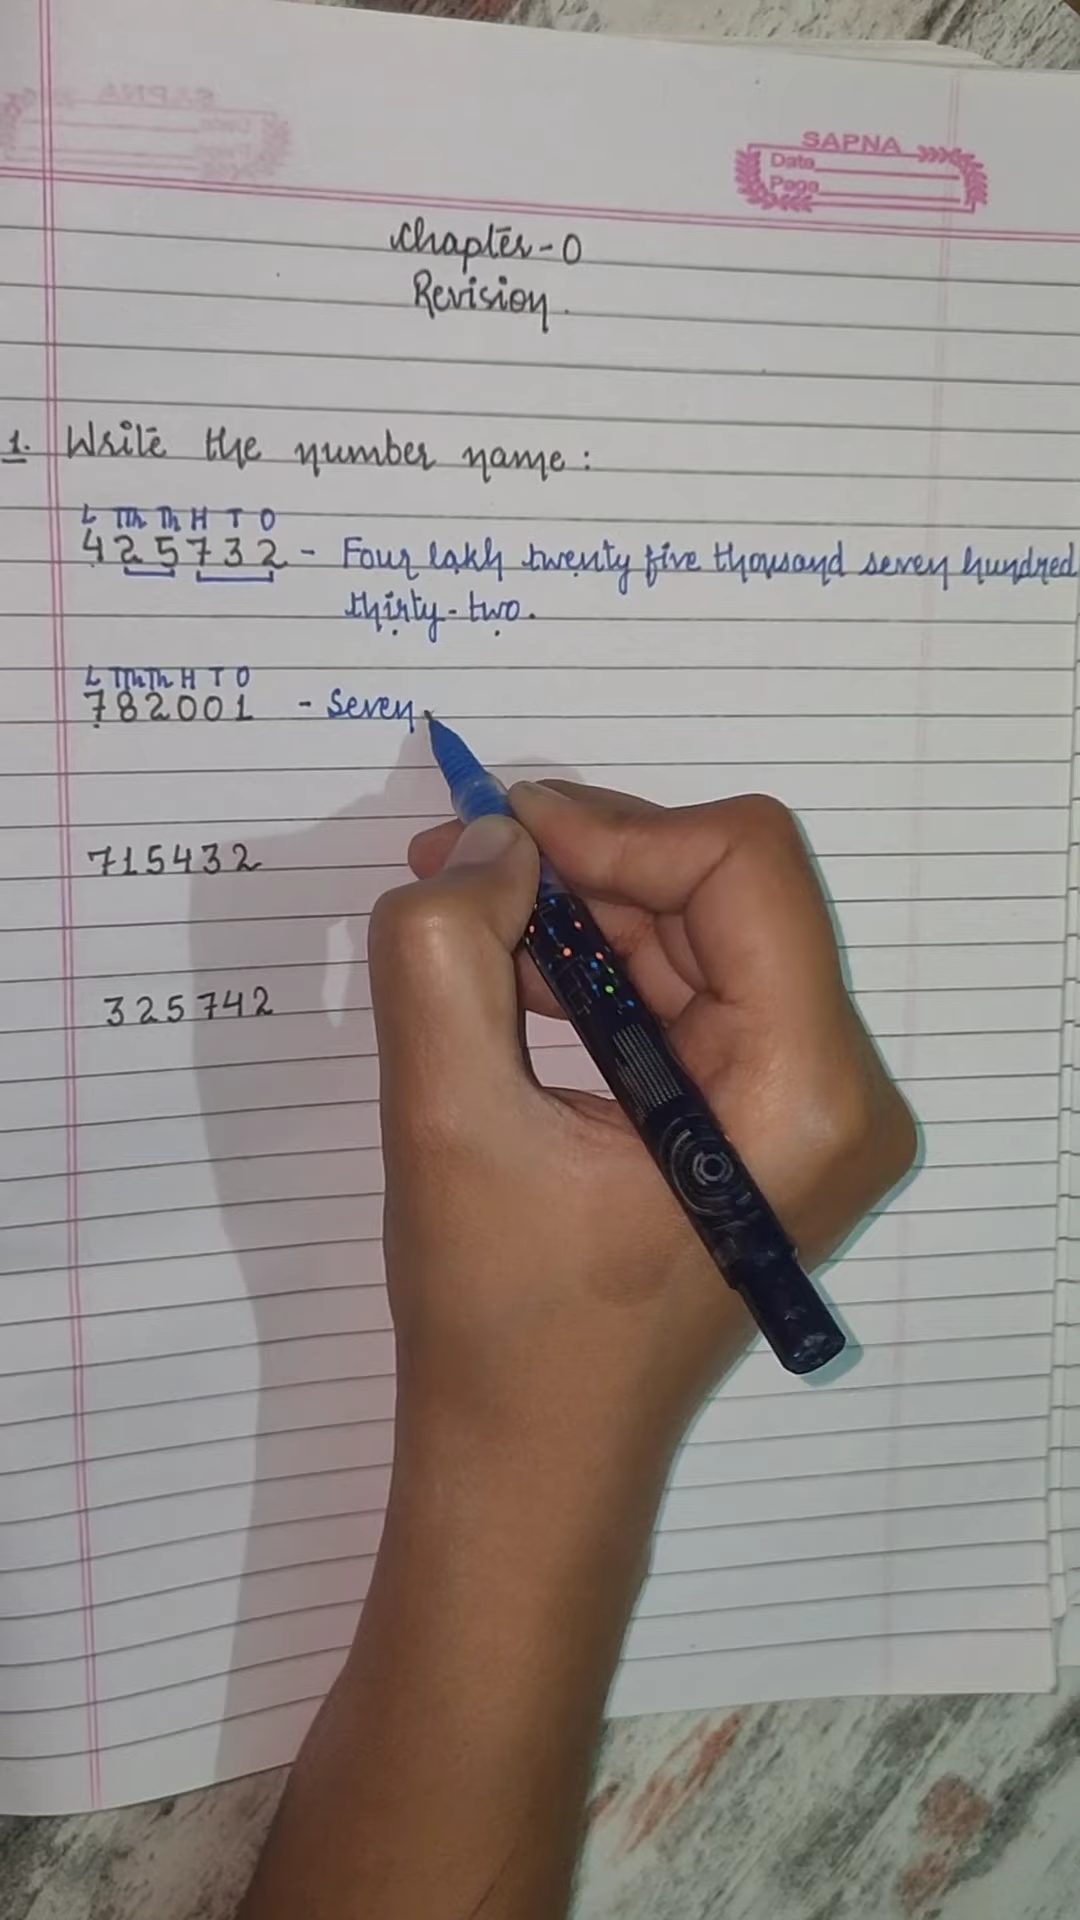 SAPNA
SAPNA
Date
Page
Chapter-0
Revision.
1. Write the number name:
L TTh Th H T O
425732 - Four lakh twenty five thousand seven hundred
thirty-two.
L TTh Th H T O
782001 - Seven
715432
325742